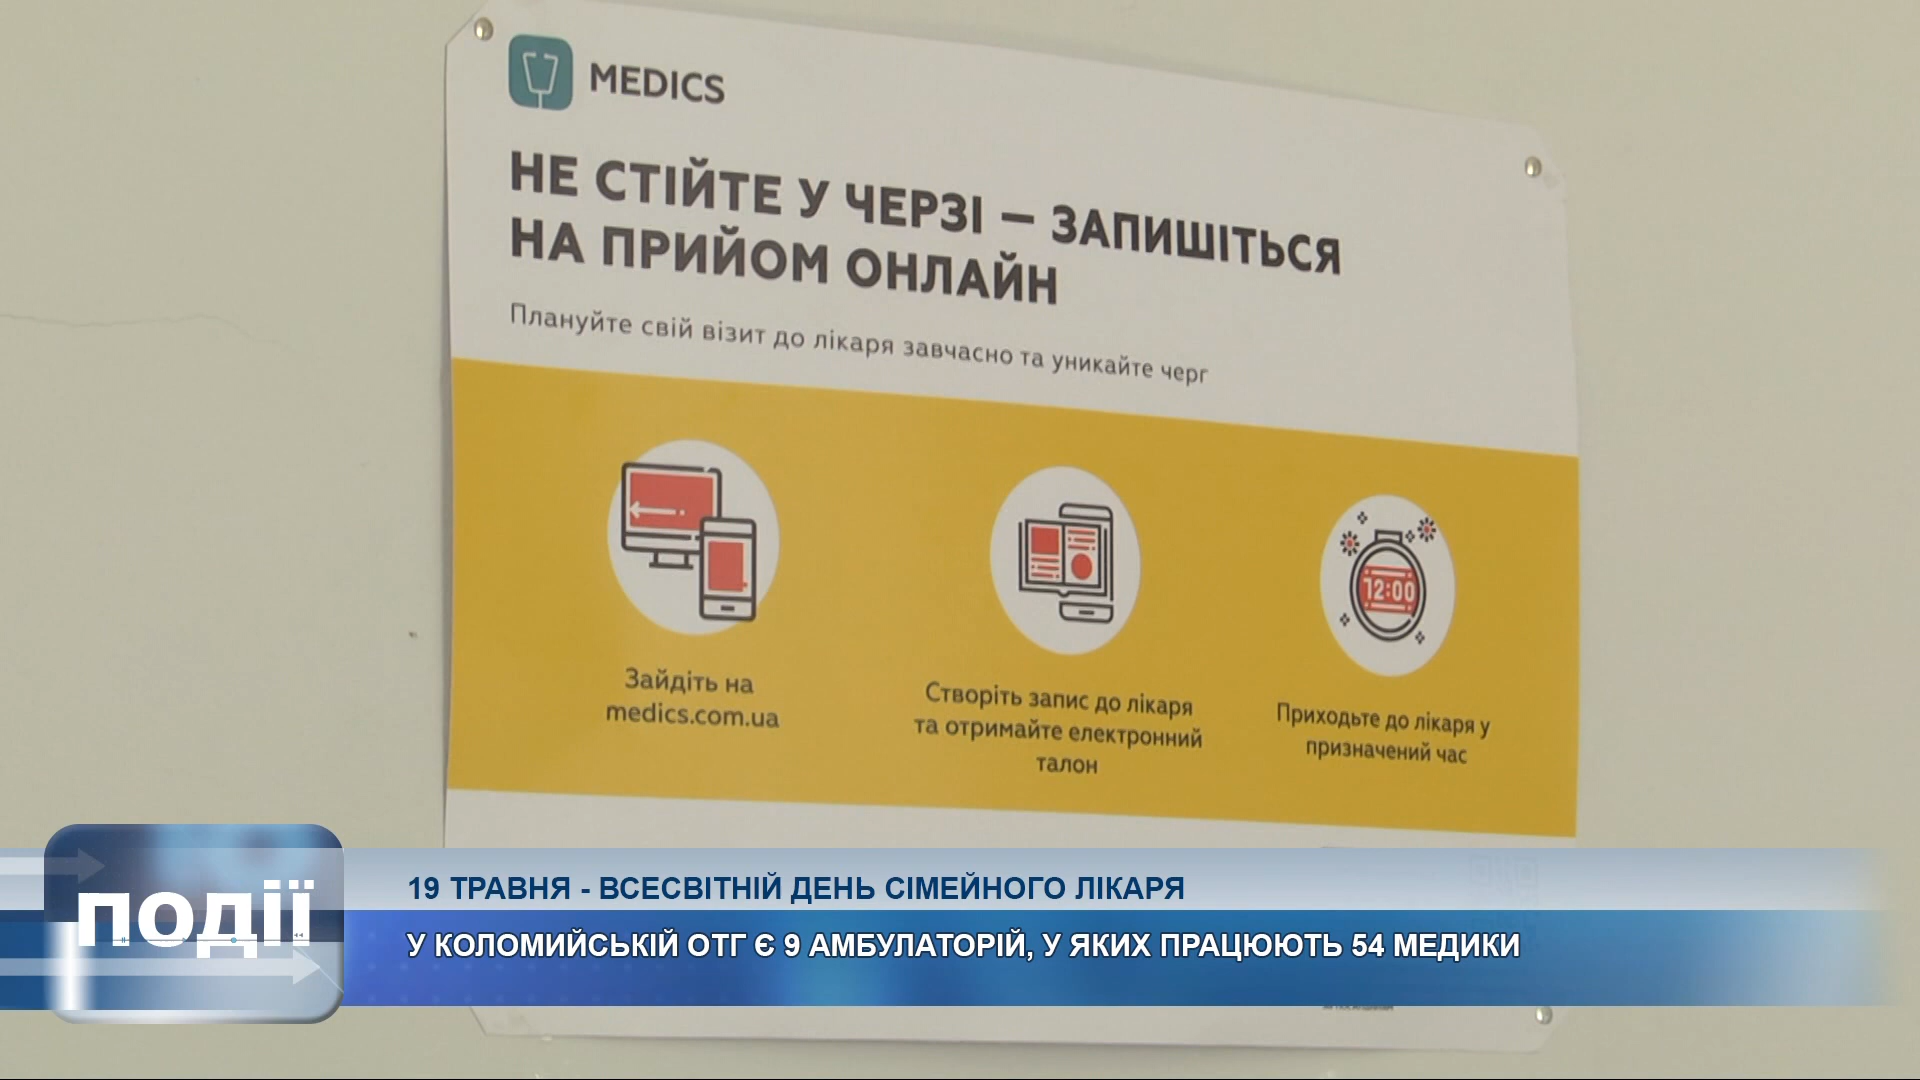 MEDICS
НЕ СТІЙТЕ У ЧЕРЗІ – ЗАПИШІТЬСЯ
НА ПРИЙОМ ОНЛАЙН
Плануйте свій візит до лікаря завчасно та уникайте черг
12:00
Зайдіть на
medics.com.ua
Створіть запис до лікаря
та отримайте електронний
талон
Приходьте до лікаря у
призначений час
події
19 ТРАВНЯ - ВСЕСВІТНІЙ ДЕНЬ СІМЕЙНОГО ЛІКАРЯ
У КОЛОМИЙСЬКІЙ ОТГ Є 9 АМБУЛАТОРІЙ, У ЯКИХ ПРАЦЮЮТЬ 54 МЕДИКИ